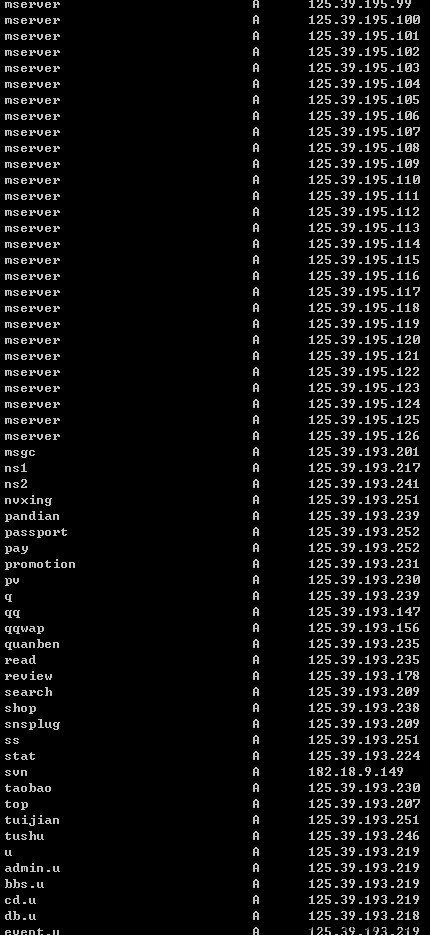 mserver A 125.39.195.99
mserver A 125.39.195.100
mserver A 125.39.195.101
mserver A 125.39.195.102
mserver A 125.39.195.103
mserver A 125.39.195.104
mserver A 125.39.195.105
mserver A 125.39.195.106
mserver A 125.39.195.107
mserver A 125.39.195.108
mserver A 125.39.195.109
mserver A 125.39.195.110
mserver A 125.39.195.111
mserver A 125.39.195.112
mserver A 125.39.195.113
mserver A 125.39.195.114
mserver A 125.39.195.115
mserver A 125.39.195.116
mserver A 125.39.195.117
mserver A 125.39.195.118
mserver A 125.39.195.119
mserver A 125.39.195.120
mserver A 125.39.195.121
mserver A 125.39.195.122
mserver A 125.39.195.123
mserver A 125.39.195.124
mserver A 125.39.195.125
mserver A 125.39.195.126
msgc A 125.39.193.201
ns1 A 125.39.193.217
ns2 A 125.39.193.241
nvxing A 125.39.193.251
pandian A 125.39.193.239
passport A 125.39.193.252
pay A 125.39.193.252
promotion A 125.39.193.231
pv A 125.39.193.230
q A 125.39.193.239
qq A 125.39.193.147
qqwap A 125.39.193.156
quanben A 125.39.193.235
read A 125.39.193.235
review A 125.39.193.178
search A 125.39.193.209
shop A 125.39.193.238
snsplug A 125.39.193.209
ss A 125.39.193.251
stat A 125.39.193.224
svn A 182.18.9.149
taobao A 125.39.193.230
top A 125.39.193.207
tuijian A 125.39.193.251
tushu A 125.39.193.246
u A 125.39.193.219
admin.u A 125.39.193.219
bbs.u A 125.39.193.219
cd.u A 125.39.193.219
db.u A 125.39.193.218
event.u A 125.39.193.219